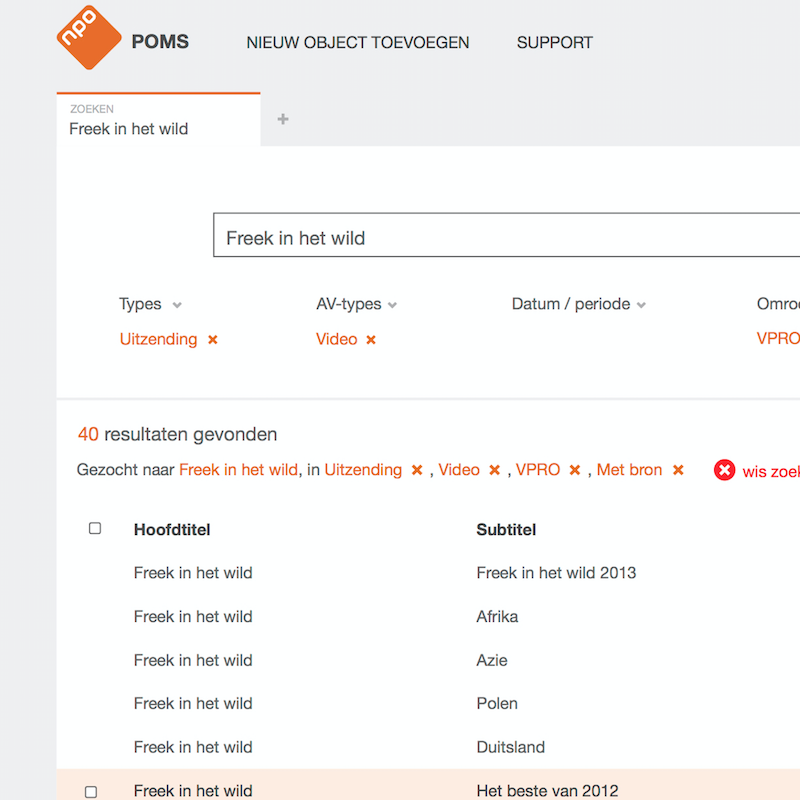 npo POMS NIEUW OBJECT TOEVOEGEN SUPPORT
ZOEKEN
Freek in het wild +
Freek in het wild
Types AV-types Datum / periode Omroe
Uitzending × Video × VPRO
40 resultaten gevonden
Gezocht naar Freek in het wild, in Uitzending × , Video × , VPRO × , Met bron × wis zoek
Hoofdtitel Subtitel
Freek in het wild Freek in het wild 2013
Freek in het wild Afrika
Freek in het wild Azie
Freek in het wild Polen
Freek in het wild Duitsland
Freek in het wild Het beste van 2012